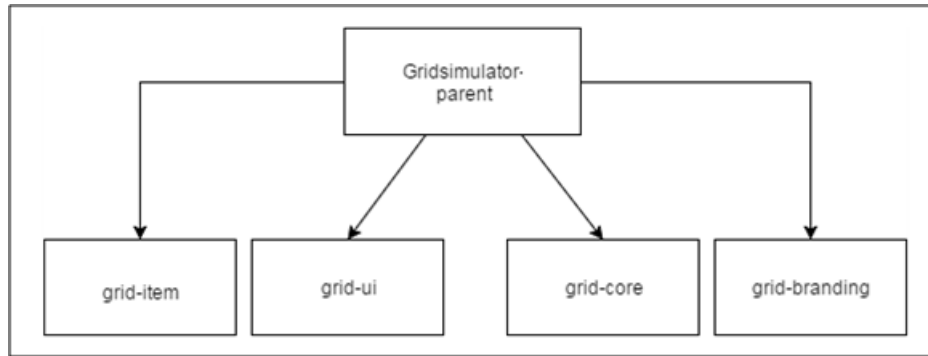 Gridsimulator-
parent
grid-item
grid-ui
grid-core
grid-branding